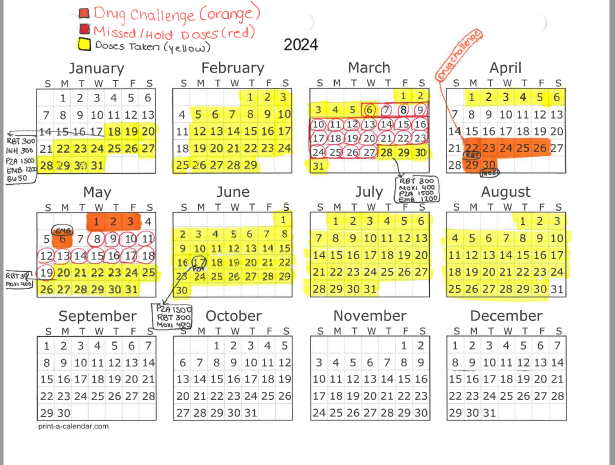 Drug Challenge (orange)
Missed/Hold Doses (red)
Doses Taken (yellow)
2024
Drug challenge
January
S M T W T F S
1 2 3 4 5 6
7 8 9 10 11 12 13
14 15 16 17 18 19 20
21 22 23 24 25 26 27
28 29 30 31
RBT 300
INH 300
PZA 1500
EMB 1200
BU50
February
S M T W T F S
1 2 3
4 5 6 7 8 9 10
11 12 13 14 15 16 17
18 19 20 21 22 23 24
25 26 27 28 29
March
S M T W T F S
1 2
3 4 5 6 7 8 9
10 11 12 13 14 15 16
17 18 19 20 21 22 23
24 25 26 27 28 29 30
31
RBT 300
Moxi 400
PZA 1500
EMB 1200
April
S M T W T F S
1 2 3 4 5 6
7 8 9 10 11 12 13
14 15 16 17 18 19 20
21 22 23 24 25 26 27
RBT
28 29 30
Moxi
May
S M T W T F S
1 2 3 4
EMB
5 6 7 8 9 10 11
12 13 14 15 16 17 18
19 20 21 22 23 24 25
26 27 28 29 30 31
RBT 300
Moxi 400
June
S M T W T F S
1
2 3 4 5 6 7 8
9 10 11 12 13 14 15
16 17 18 19 20 21 22
PZA
23 24 25 26 27 28 29
30
PZA 1500
RBT 300
Moxi 400
July
S M T W T F S
1 2 3 4 5 6
7 8 9 10 11 12 13
14 15 16 17 18 19 20
21 22 23 24 25 26 27
28 29 30 31
August
S M T W T F S
1 2 3
4 5 6 7 8 9 10
11 12 13 14 15 16 17
18 19 20 21 22 23 24
25 26 27 28 29 30 31
September
S M T W T F S
1 2 3 4 5 6 7
8 9 10 11 12 13 14
15 16 17 18 19 20 21
22 23 24 25 26 27 28
29 30
October
S M T W T F S
1 2 3 4 5
6 7 8 9 10 11 12
13 14 15 16 17 18 19
20 21 22 23 24 25 26
27 28 29 30 31
November
S M T W T F S
1 2
3 4 5 6 7 8 9
10 11 12 13 14 15 16
17 18 19 20 21 22 23
24 25 26 27 28 29 30
December
S M T W T F S
1 2 3 4 5 6 7
8 9 10 11 12 13 14
15 16 17 18 19 20 21
22 23 24 25 26 27 28
29 30 31
print-a-calendar.com